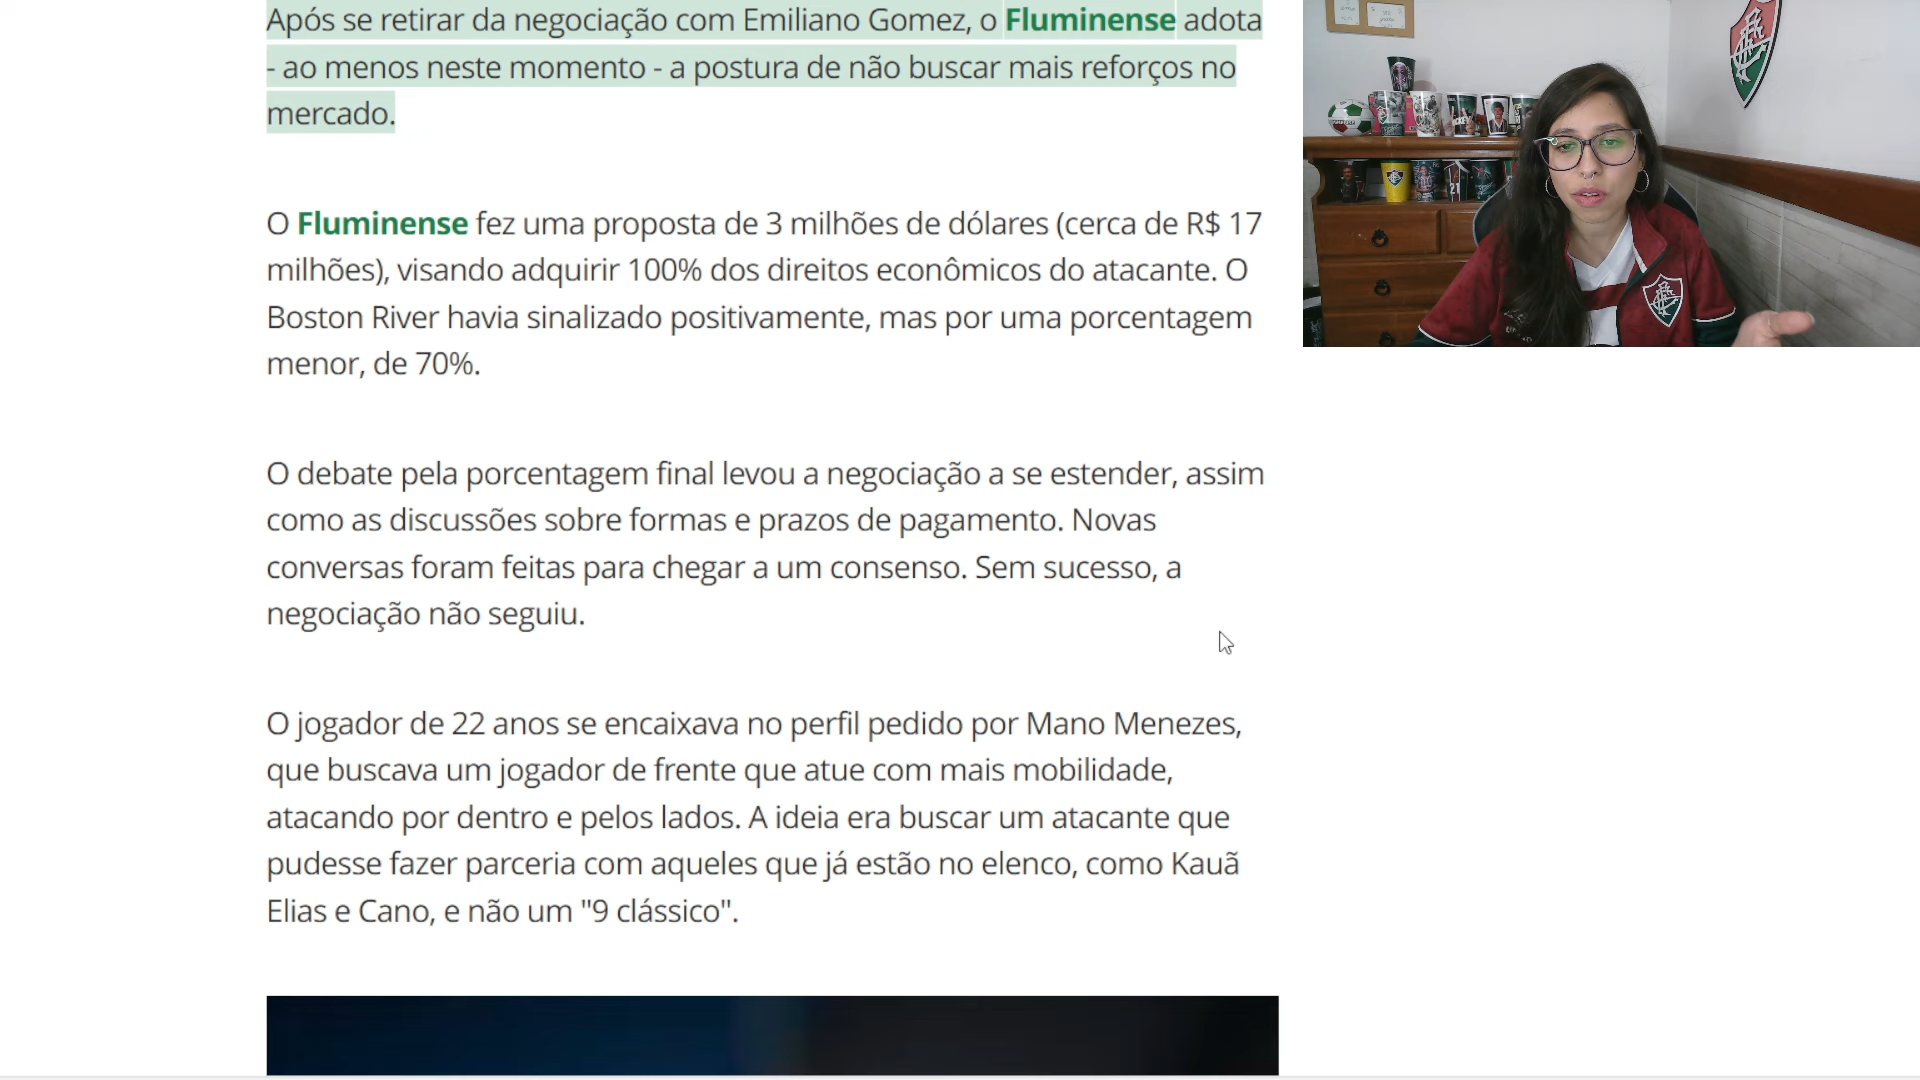 Após se retirar da negociação com Emiliano Gomez, o Fluminense adota
- ao menos neste momento - a postura de não buscar mais reforços no
mercado.
O Fluminense fez uma proposta de 3 milhões de dólares (cerca de R$ 17
milhões), visando adquirir 100% dos direitos econômicos do atacante. O
Boston River havia sinalizado positivamente, mas por uma porcentagem
menor, de 70%.
O debate pela porcentagem final levou a negociação a se estender, assim
como as discussões sobre formas e prazos de pagamento. Novas
conversas foram feitas para chegar a um consenso. Sem sucesso, a
negociação não seguiu.
O jogador de 22 anos se encaixava no perfil pedido por Mano Menezes,
que buscava um jogador de frente que atue com mais mobilidade,
atacando por dentro e pelos lados. A ideia era buscar um atacante que
pudesse fazer parceria com aqueles que já estão no elenco, como Kauã
Elias e Cano, e não um "9 clássico".
21